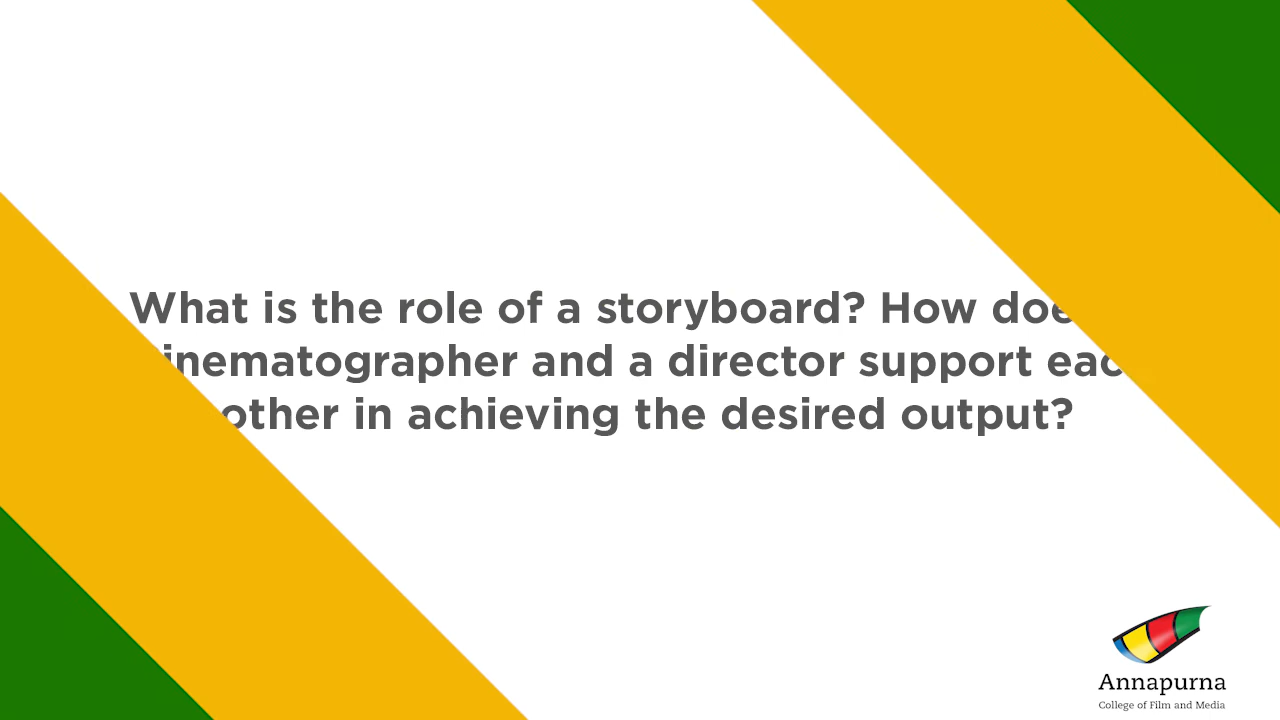 What is the role of a storyboard? How doe
inematographer and a director support eac
other in achieving the desired output?
Annapurna
College of Film and Media